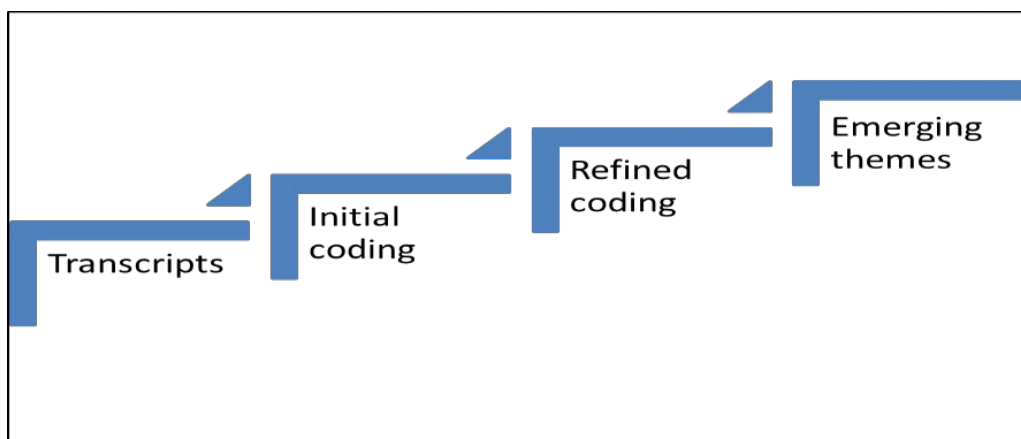 Transcripts
Initial
coding
Refined
coding
Emerging
themes